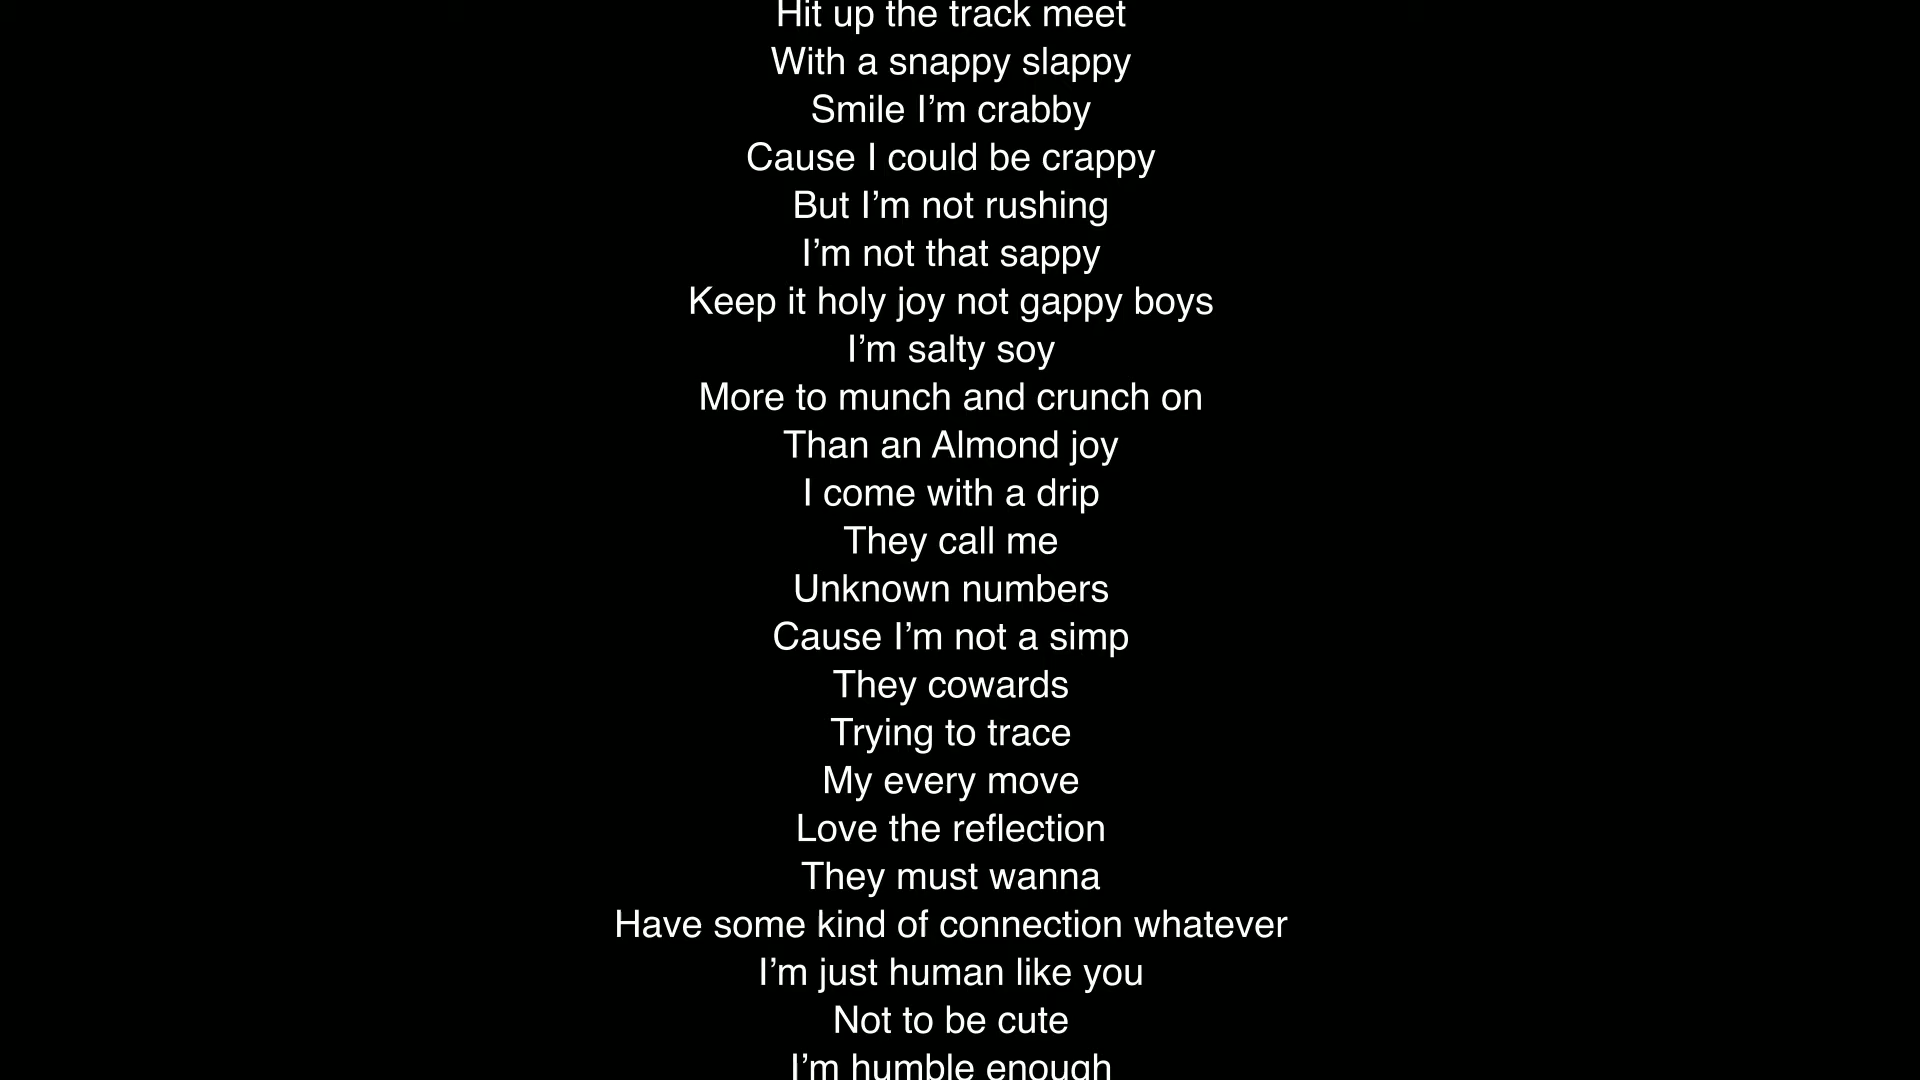 Hit up the track meet
With a snappy slappy
Smile I’m crabby
Cause I could be crappy
But I’m not rushing
I’m not that sappy
Keep it holy joy not gappy boys
I’m salty soy
More to munch and crunch on
Than an Almond joy
I come with a drip
They call me
Unknown numbers
Cause I’m not a simp
They cowards
Trying to trace
My every move
Love the reflection
They must wanna
Have some kind of connection whatever
I’m just human like you
Not to be cute
I’m humble enough